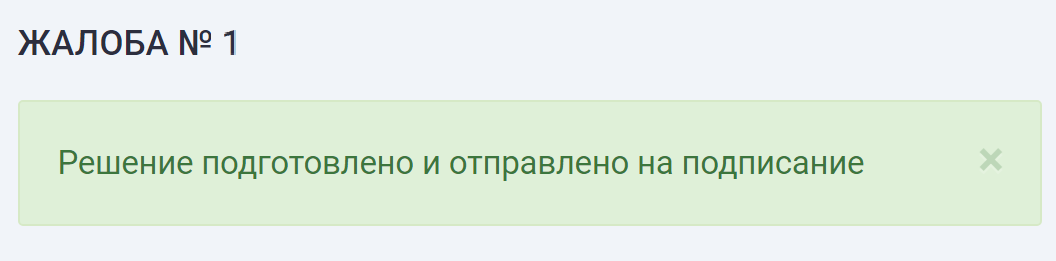 ЖАЛОБА № 1
Решение подготовлено и отправлено на подписание